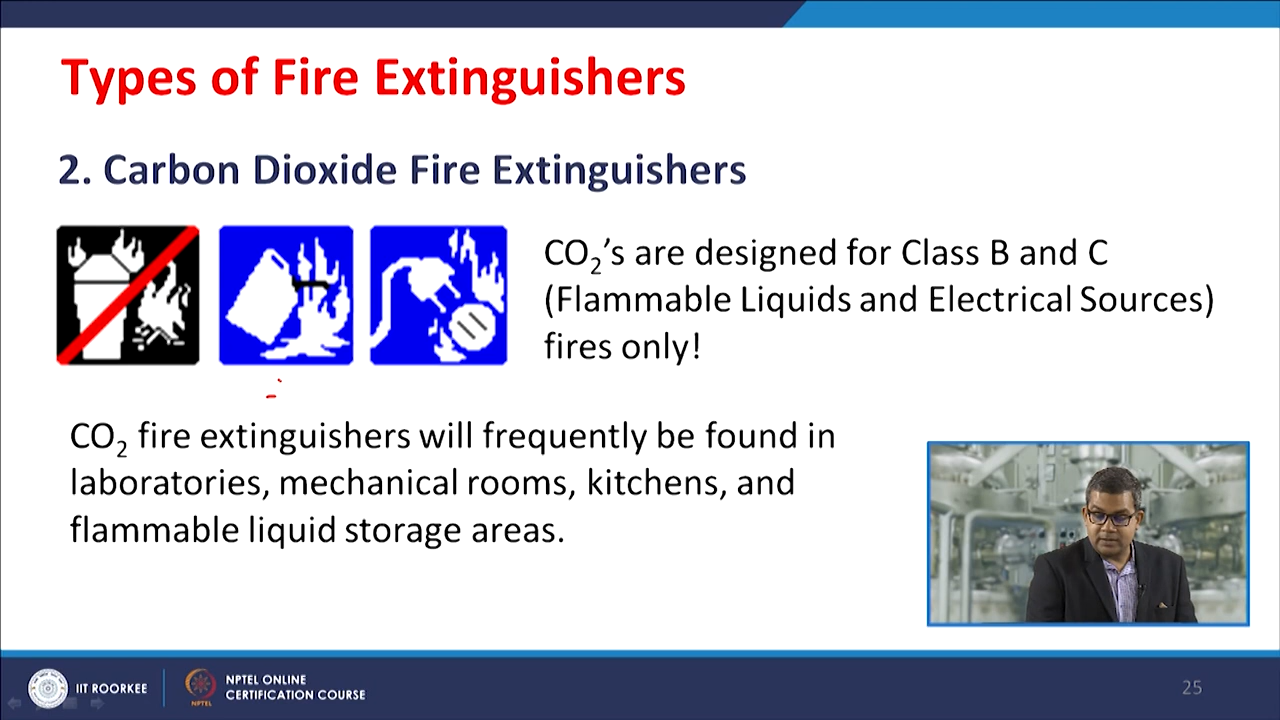 Types of Fire Extinguishers
2. Carbon Dioxide Fire Extinguishers
CO₂’s are designed for Class B and C
(Flammable Liquids and Electrical Sources)
fires only!
CO₂ fire extinguishers will frequently be found in
laboratories, mechanical rooms, kitchens, and
flammable liquid storage areas.
IIT ROORKEE
NPTEL
NPTEL ONLINE
CERTIFICATION COURSE
25